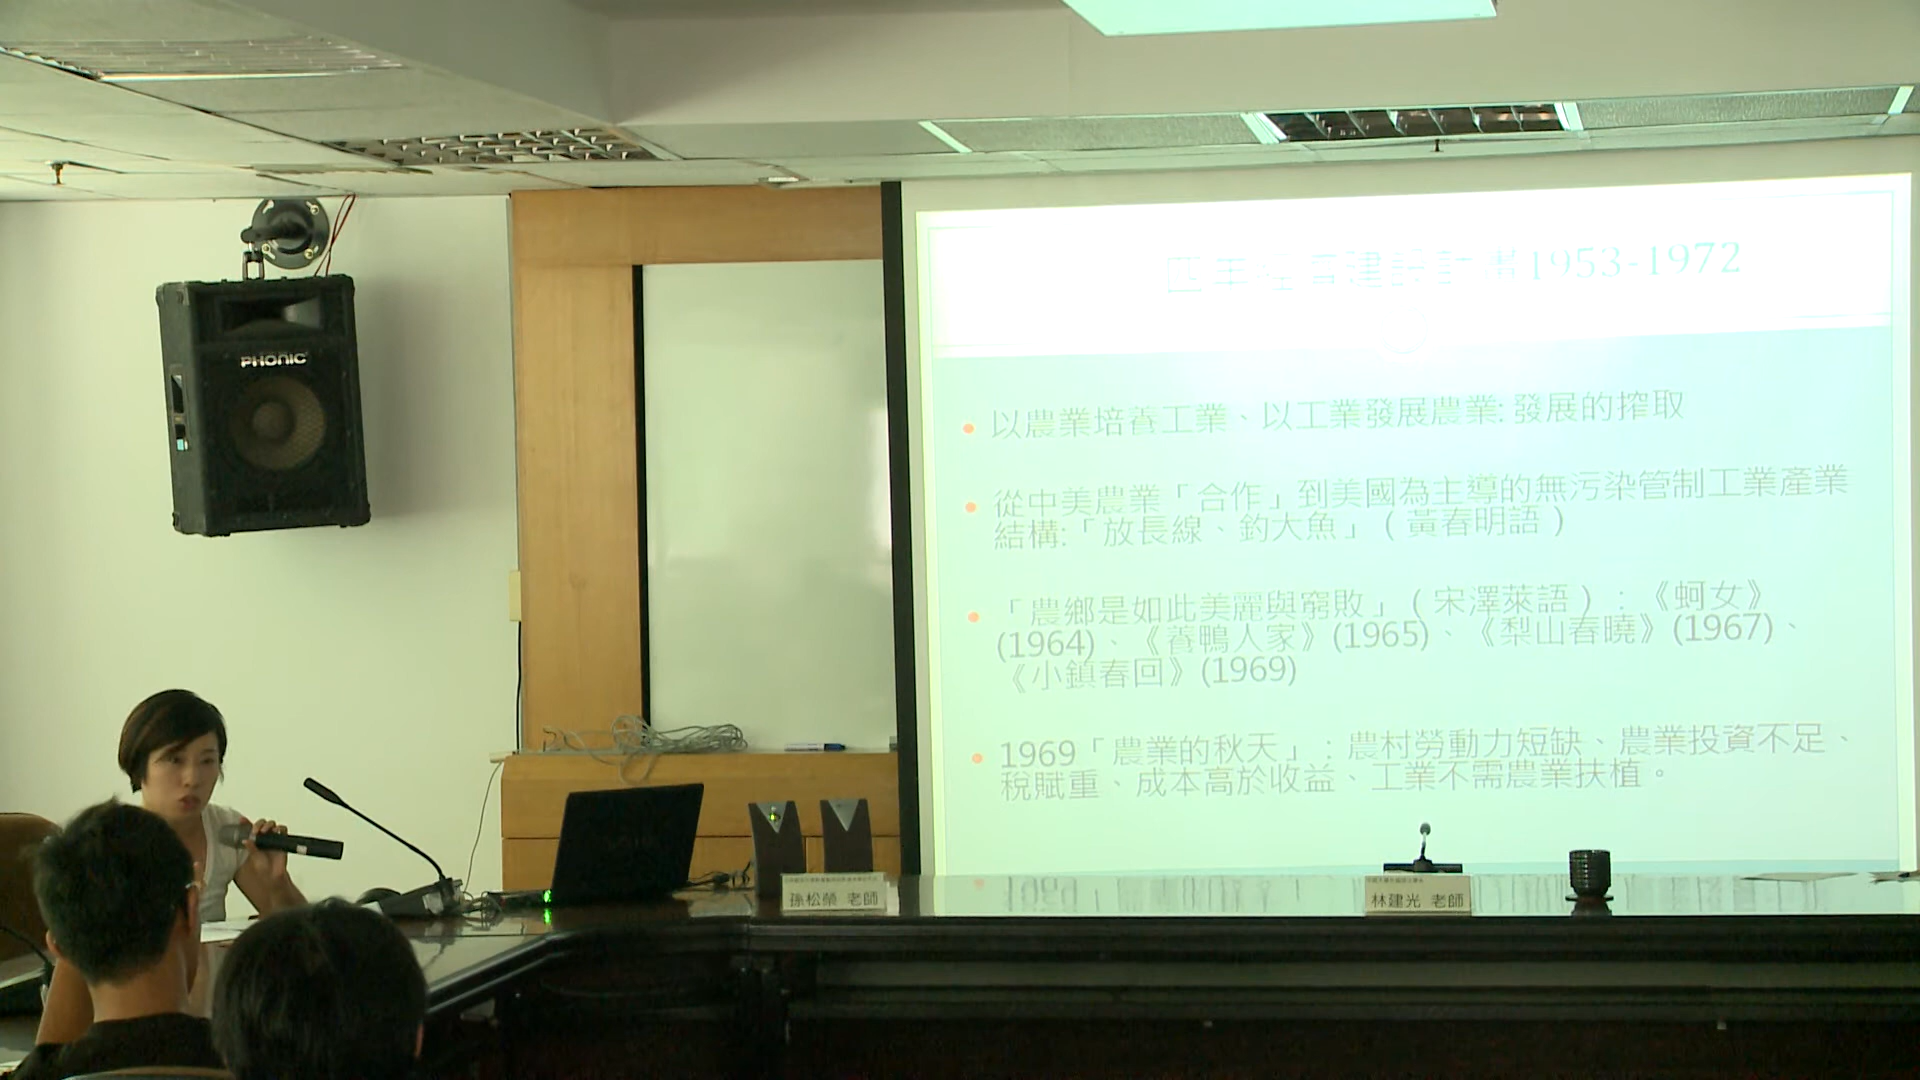 PHONIC
四年經濟建設計畫1953-1972
以農業培養工業、以工業發展農業: 發展的搾取
從中美農業「合作」到美國為主導的無污染管制工業產業
結構:「放長線、釣大魚」（黃春明語）
「農鄉是如此美麗與窮敗」（宋澤萊語）：《蚵女》
(1964)、《養鴨人家》(1965)、《梨山春曉》(1967)、
《小鎮春回》(1969)
1969「農業的秋天」：農村勞動力短缺、農業投資不足、
稅賦重、成本高於收益、工業不需農業扶植。
孫松榮 老師
林建光 老師